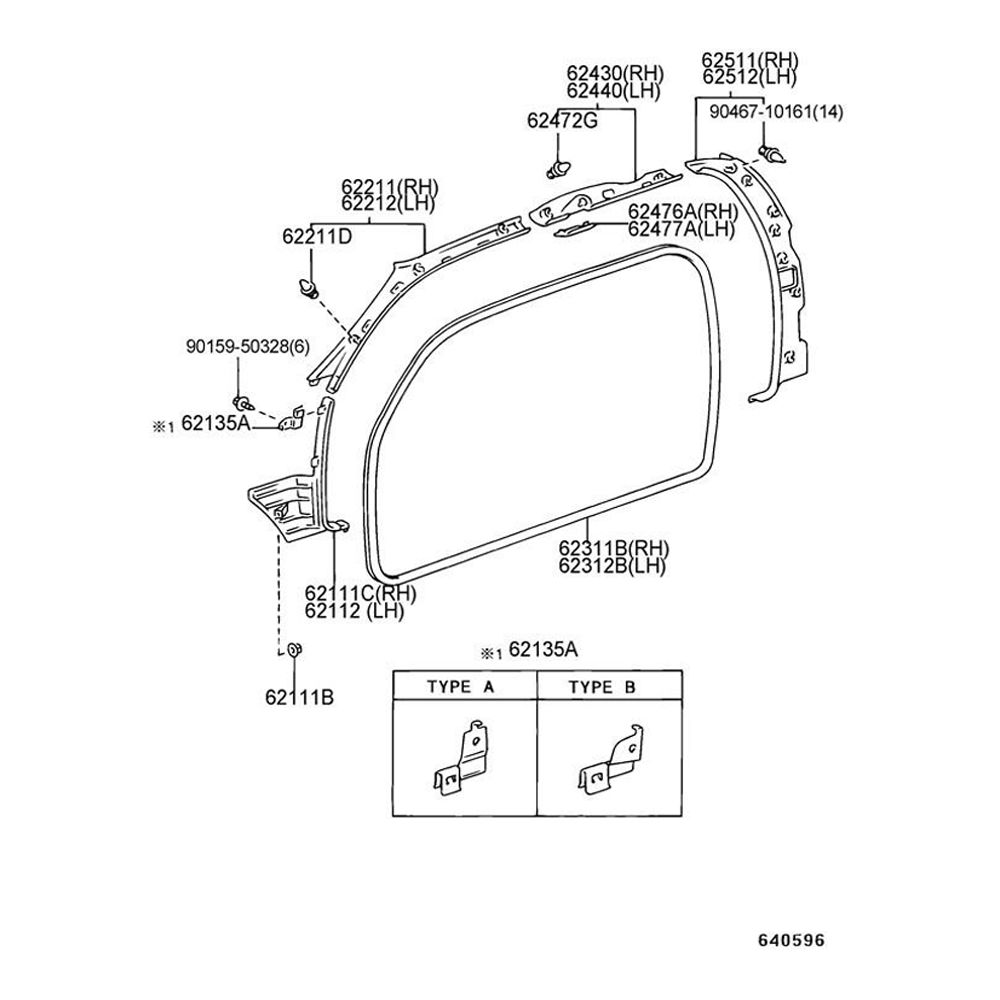 62511(RH)
62512(LH)
62430(RH)
62440(LH)
90467-10161(14)
62472G
62211(RH)
62212(LH)
62476A(RH)
62477A(LH)
62211D
90159-50328(6)
※1 62135A
62311B(RH)
62312B(LH)
62111C(RH)
62112 (LH)
※1 62135A
62111B
TYPE A
TYPE B
640596